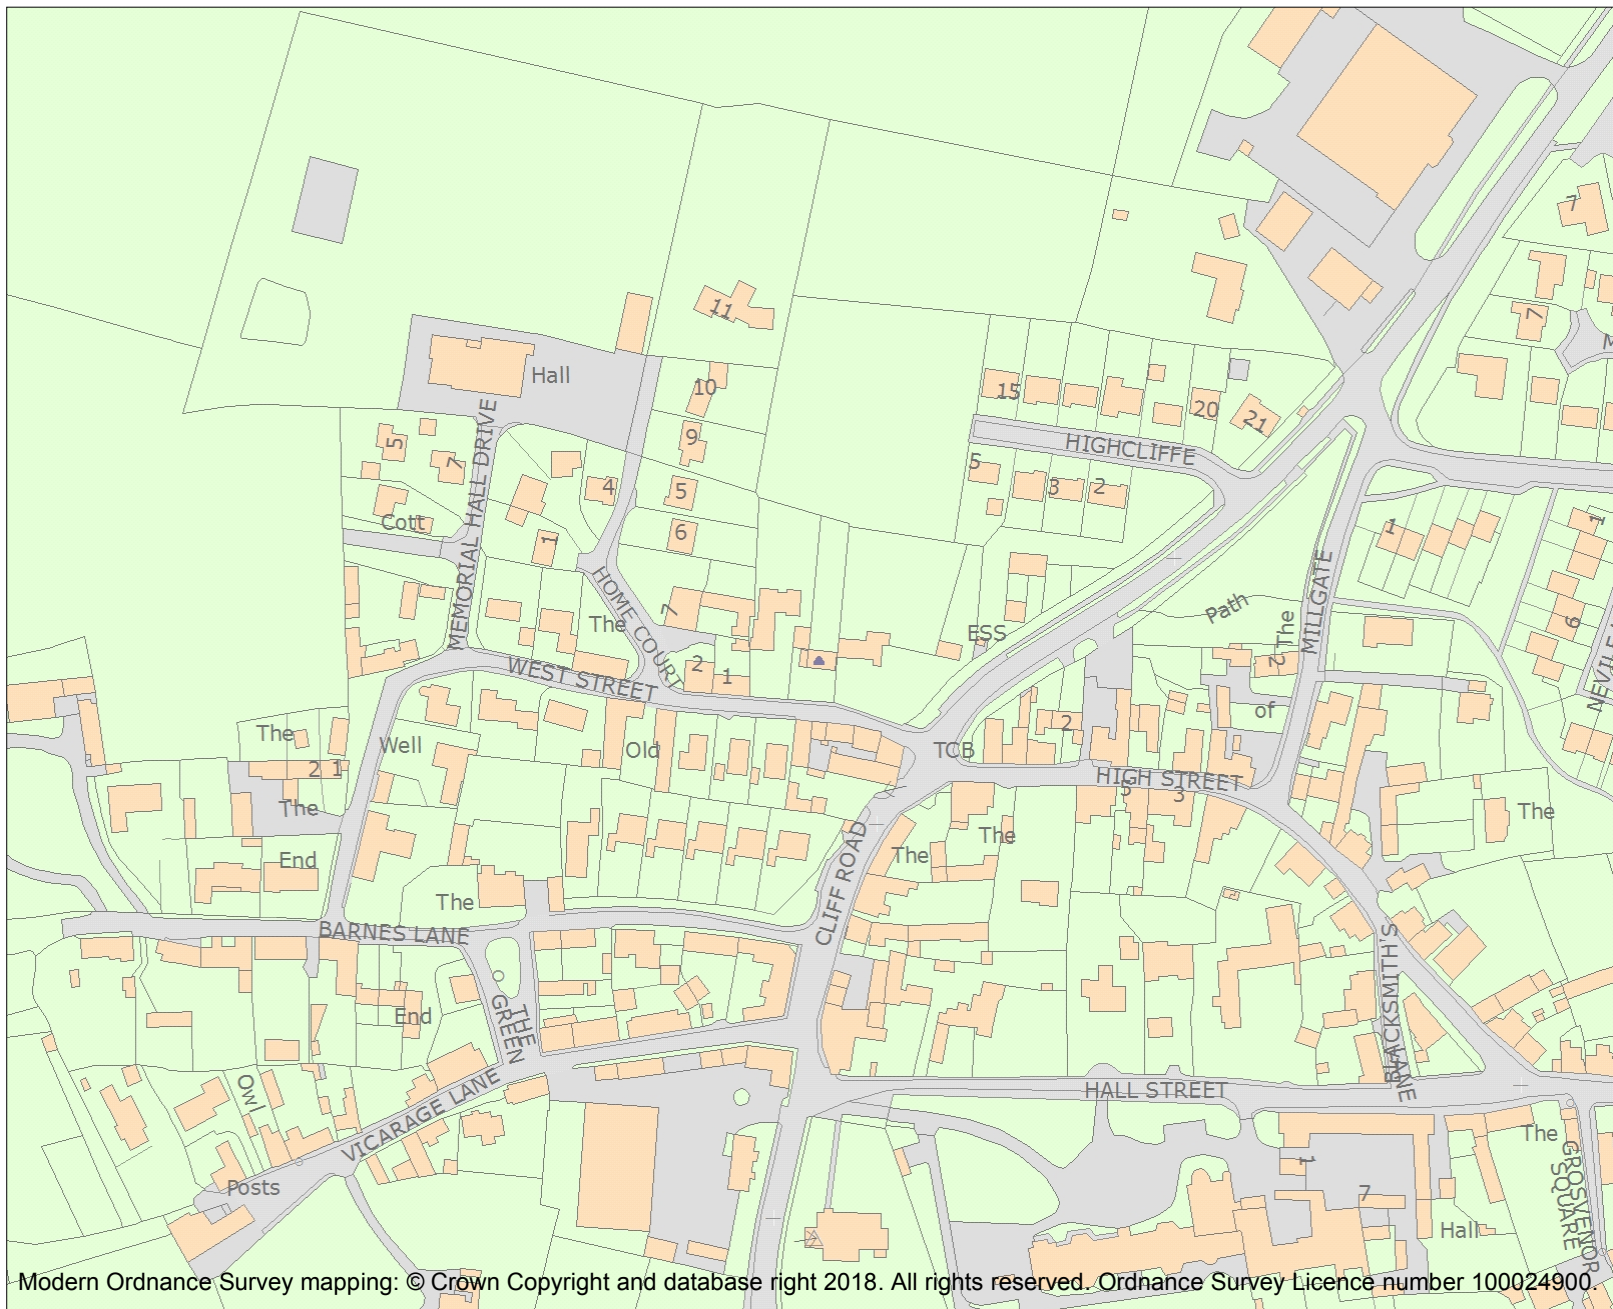 7
7
M
11
Hall
10
15
20
21
5
7
9
HIGHCLIFFE
MEMORIAL HALL DRIVE
4
5
5
3
2
Cott
6
1
1
1
HOME COURT
The
7
Path
The
2
MILLGATE
6
ESS
WEST STREET
2
1
NEVILE
of
The
Well
Old
TCB
2
2 1
HIGH STREET
5
3
The
The
The
The
End
CLIFF ROAD
The
BARNES LANE
End
THE
GREEN
BLACKSMITH'S
LANE
Owl
VICARAGE LANE
HALL STREET
The
1
7
Posts
Hall
GROSVENOR
SQUARE
Modern Ordnance Survey mapping: © Crown Copyright and database right 2018. All rights reserved. Ordnance Survey Licence number 100024900.